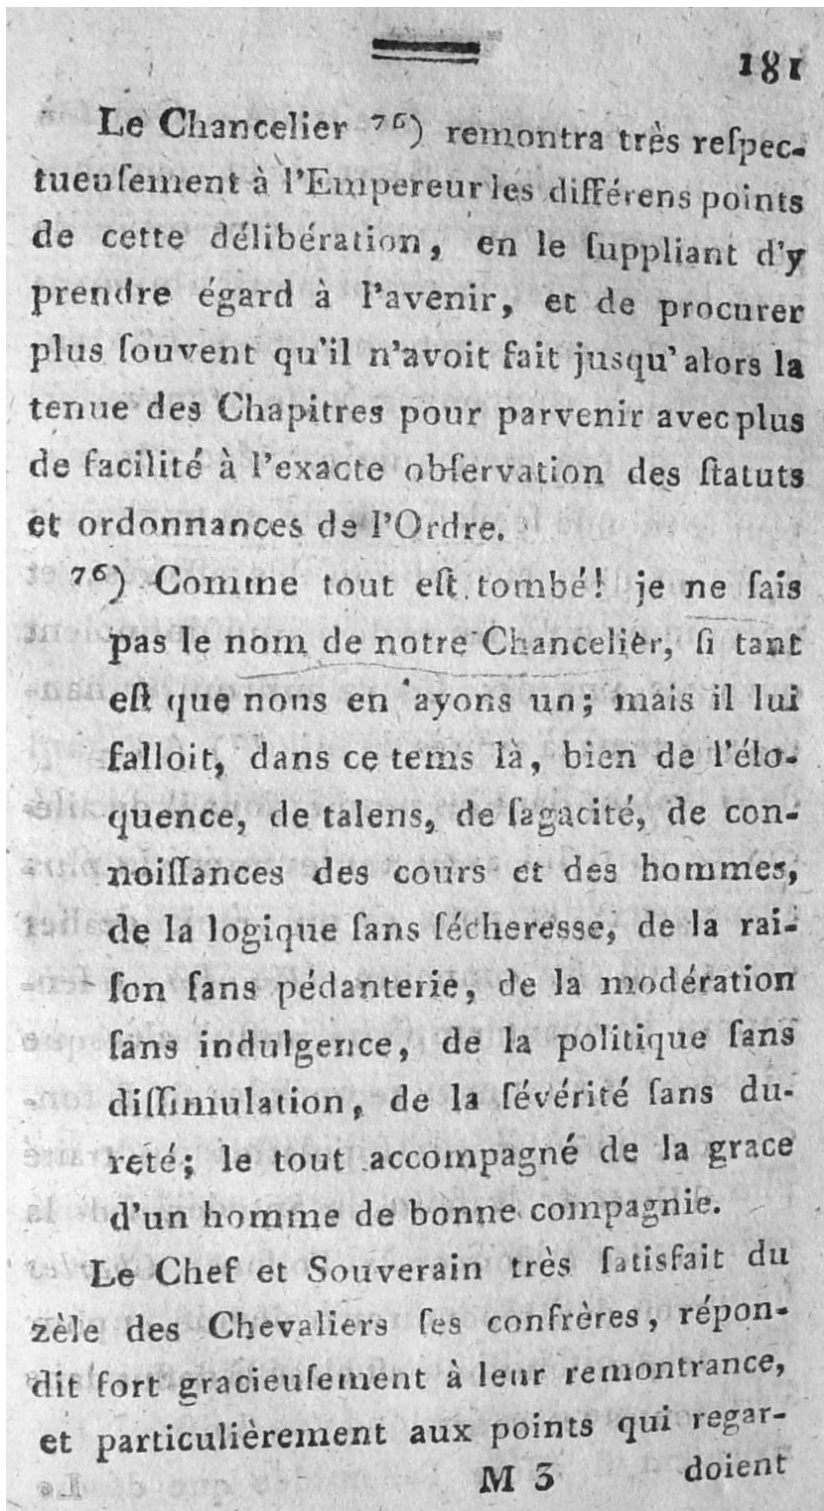 181
Le Chancelier 76) remontra très reſpec-
tueuſement à l'Empereur les différens points
de cette délibération, en le ſuppliant d'y
prendre égard à l'avenir, et de procurer
plus ſouvent qu'il n'avoit fait jusqu'alors la
tenue des Chapitres pour parvenir avec plus
de facilité à l'exacte obſervation des ſtatuts
et ordonnances de l'Ordre.
76) Comme tout eſt tombé! je ne ſais
pas le nom de notre Chancelier, ſi tant
eſt que nous en ayons un; mais il lui
falloit, dans ce tems là, bien de l'élo-
quence, de talens, de ſagacité, de con-
noiſſances des cours et des hommes,
de la logique ſans ſécheresse, de la rai-
ſon ſans pédanterie, de la modération
ſans indulgence, de la politique ſans
diſſimulation, de la ſévérité ſans du-
reté; le tout accompagné de la grace
d'un homme de bonne compagnie.
Le Chef et Souverain très ſatisfait du
zèle des Chevaliers ſes confrères, répon-
dit fort gracieuſement à leur remontrance,
et particulièrement aux points qui regar-
M 3 doient